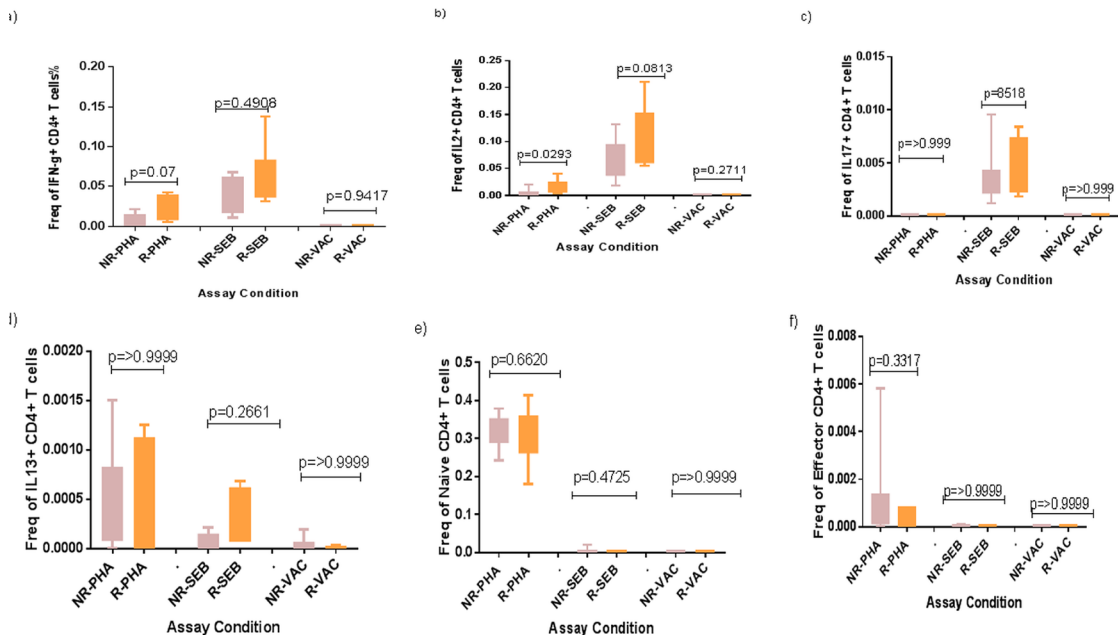 a)
Freq of IFN-g+ CD4+ T cells%
0.20
0.15
0.10
0.05
0.00
p=0.07
p=0.4908
p=0.9417
NR-PHA
R-PHA
NR-SEB
R-SEB
NR-VAC
R-VAC
Assay Condition
b)
Freq of IL2+ CD4+ T cells
0.25
0.20
0.15
0.10
0.05
0.00
p=0.0293
p=0.0813
p=0.2711
NR-PHA
R-PHA
NR-SEB
R-SEB
NR-VAC
R-VAC
Assay Condition
c)
Freq of IL17+ CD4+ T cells
0.015
0.010
0.005
0.000
p=>0.999
p=8518
p=>0.999
NR-PHA
R-PHA
NR-SEB
R-SEB
NR-VAC
R-VAC
Assay Condition
d)
Freq of IL13+ CD4+ T cells
0.0020
0.0015
0.0010
0.0005
0.0000
p=>0.9999
p=0.2661
p=>0.9999
NR-PHA
R-PHA
NR-SEB
R-SEB
NR-VAC
R-VAC
Assay Condition
e)
Freq of Naive CD4+ T cells
0.5
0.4
0.3
0.2
0.1
0.0
p=0.6620
p=0.4725
p=>0.9999
NR-PHA
R-PHA
NR-SEB
R-SEB
NR-VAC
R-VAC
Assay Condition
f)
Freq of Effector CD4+ T cells
0.008
0.006
0.004
0.002
0.000
p=0.3317
p=>0.9999
p=>0.9999
NR-PHA
R-PHA
NR-SEB
R-SEB
NR-VAC
R-VAC
Assay Condition